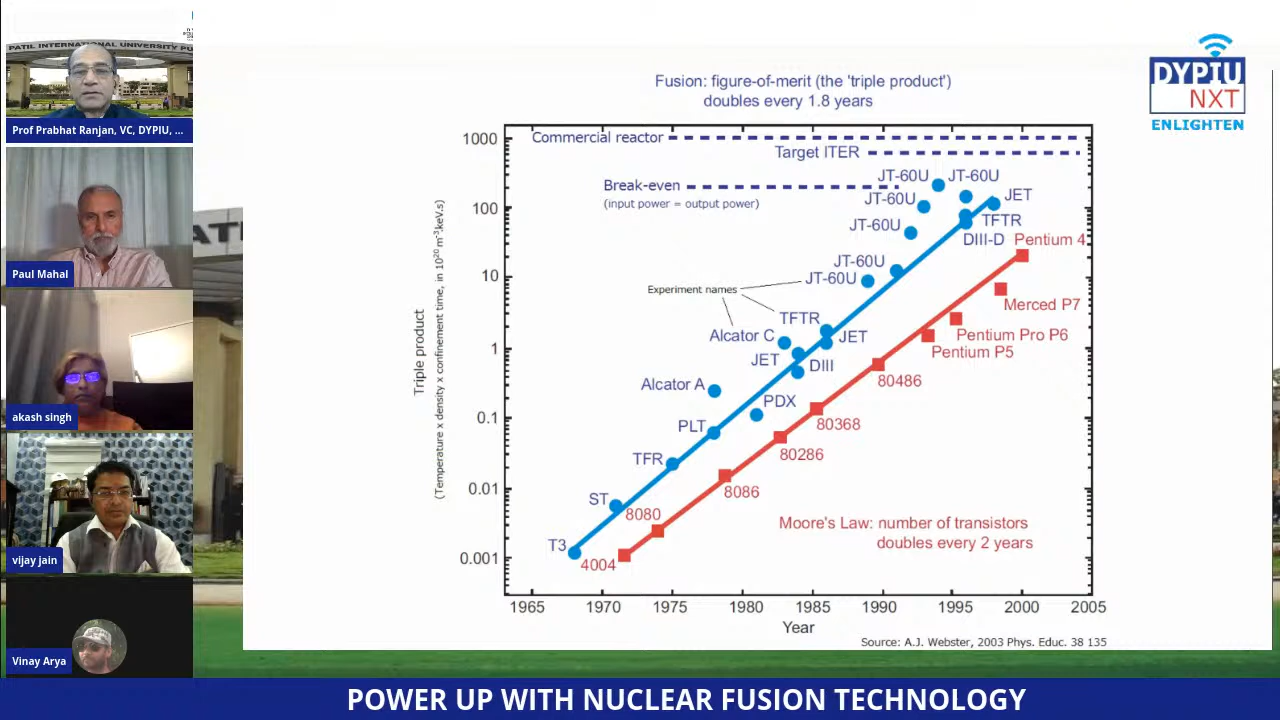 PATIL INTERNATIONAL UNIVERSITY PU
Prof Prabhat Ranjan, VC, DYPIU, ...
Paul Mahal
akash singh
vijay jain
Vinay Arya
DYPIU
NXT
ENLIGHTEN
Fusion: figure-of-merit (the 'triple product')
doubles every 1.8 years
Commercial reactor
Target ITER
Break-even
(input power = output power)
JT-60U JT-60U
JT-60U
JET
JT-60U
TFTR
DIII-D
Pentium 4
JT-60U
JT-60U
Experiment names
Merced P7
TFTR
Alcator C
JET
Pentium Pro P6
Pentium P5
JET
DIII
80486
Alcator A
PDX
80368
PLT
80286
TFR
8086
ST
8080
T3
4004
Moore's Law: number of transistors
doubles every 2 years
1000
100
10
1
0.1
0.01
0.001
Triple product
(Temperature x density x confinement time, in 10²⁰ m⁻³.keV.s)
1965 1970 1975 1980 1985 1990 1995 2000 2005
Year
Source: A.J. Webster, 2003 Phys. Educ. 38 135
POWER UP WITH NUCLEAR FUSION TECHNOLOGY